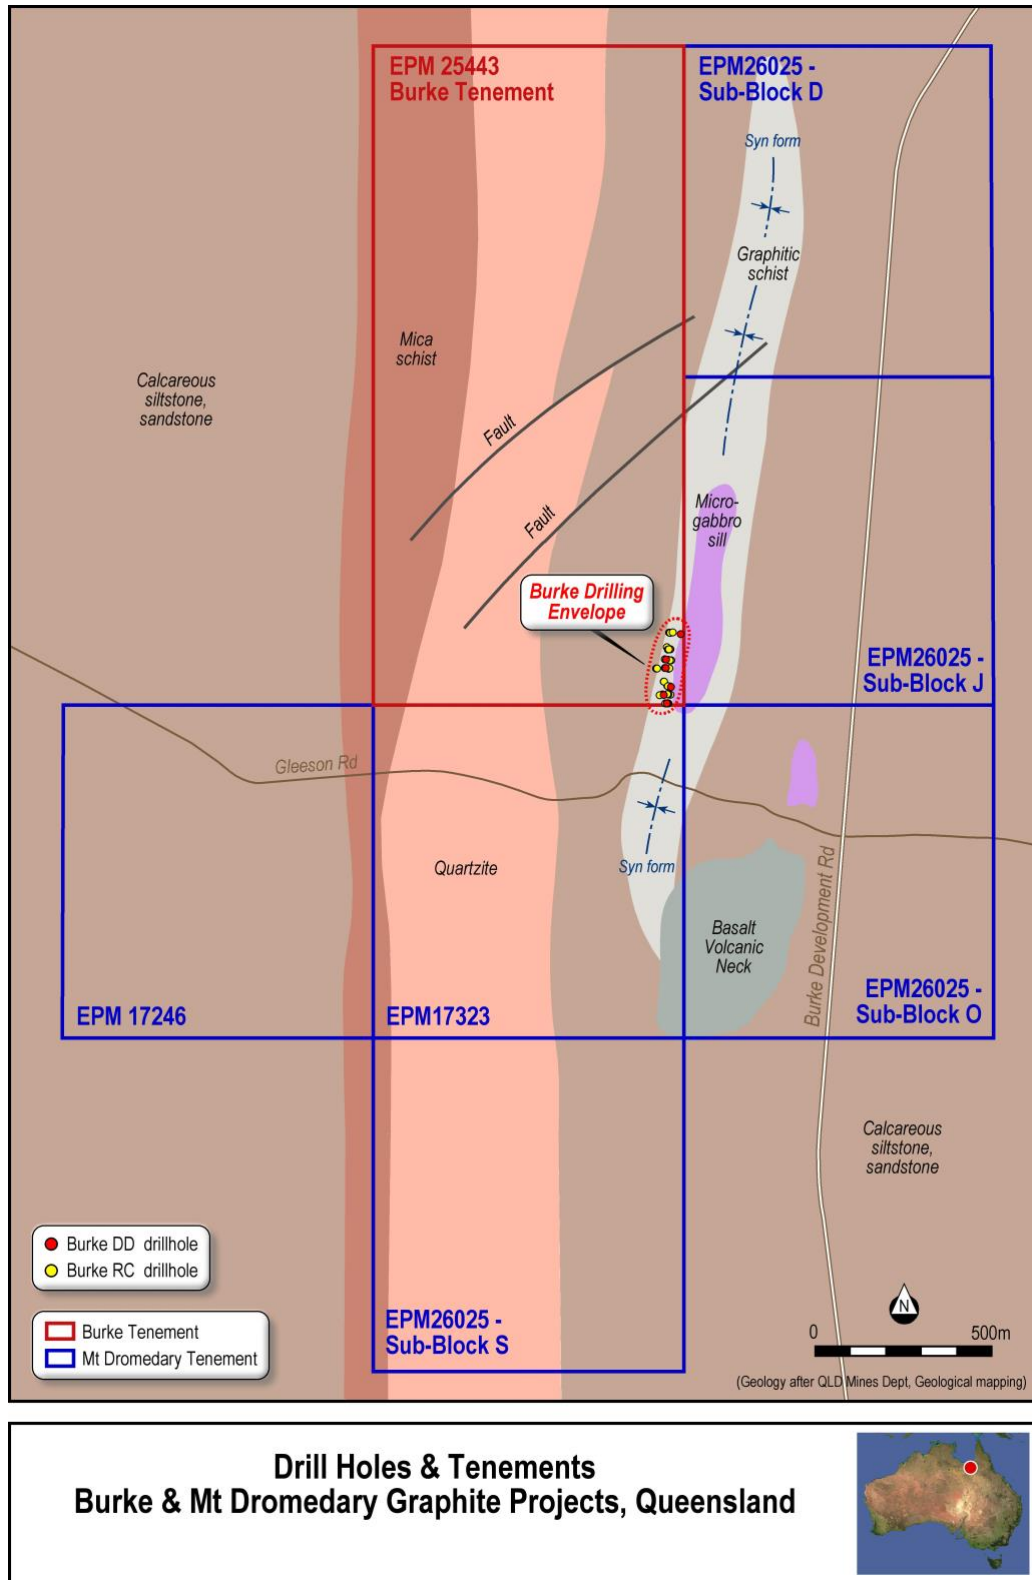 EPM 25443
Burke Tenement
EPM26025 -
Sub-Block D
Syn form
Graphitic
schist
Mica
schist
Calcareous
siltstone,
sandstone
Fault
Fault
Micro-
gabbro
sill
Burke Drilling
Envelope
EPM26025 -
Sub-Block J
Gleeson Rd
Syn form
Quartzite
Basalt
Volcanic
Neck
Burke Development Rd
EPM 17246
EPM17323
EPM26025 -
Sub-Block O
Calcareous
siltstone,
sandstone
Burke DD drillhole
Burke RC drillhole
Burke Tenement
Mt Dromedary Tenement
EPM26025 -
Sub-Block S
N
0 500m
(Geology after QLD Mines Dept, Geological mapping)
Drill Holes & Tenements
Burke & Mt Dromedary Graphite Projects, Queensland